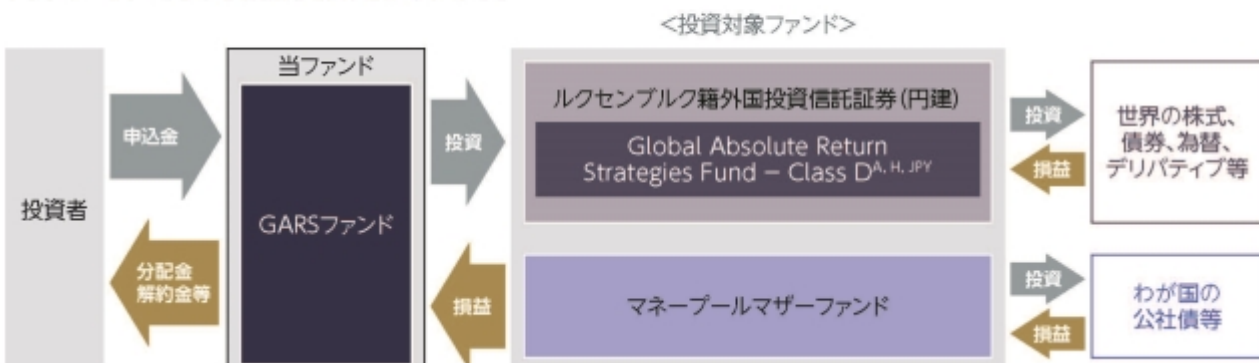 <投資対象ファンド>
投資者
申込金
分配金
解約金等
当ファンド
GARSファンド
投資
損益
ルクセンブルク籍外国投資信託証券(円建)
Global Absolute Return
Strategies Fund – Class Dᴬ, ᴴ, ᴶᴾʸ
マネープールマザーファンド
投資
損益
世界の株式、
債券、為替、
デリバティブ等
投資
損益
わが国の
公社債等